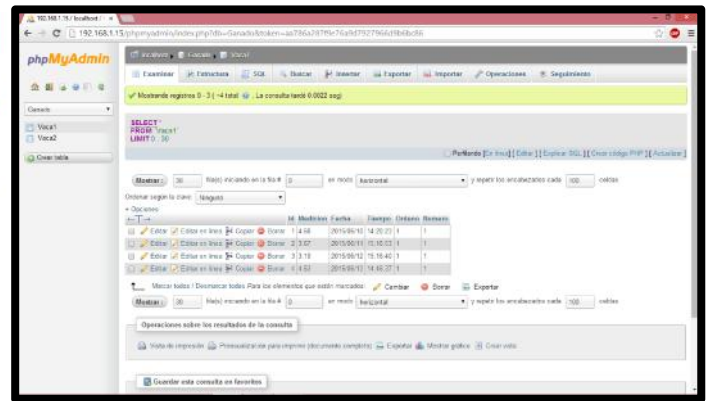 192.168.1.15 / localhost /
192.168.1.15/phpmyadmin/index.php?db=Ganado&token=
phpMyAdmin
localhost » Ganado » Vaca1
Examinar Estructura SQL Buscar Insertar Exportar Importar Operaciones Seguimiento
Mostrando registros 0 - 3 ( ~4 total , La consulta tardó 0.0022 seg)
Ganado
Vaca1
Vaca2
Crear tabla
SELECT *
FROM `Vaca1`
LIMIT 0 , 30
Perfilando [En línea] [ Editar ] [ Explicar SQL ] [ Crear código PHP ] [ Actualizar ]
Mostrar : 30 fila(s) iniciando en la fila # 0 en modo horizontal y repetir los encabezados cada 100 celdas
Ordenar según la clave: Ninguno
+ Opciones
←T→ Id Medicion Fecha Tiempo Ordeno Numero
Editar Editar en línea Copiar Borrar 1 4.68 2015/06/10 14:20:23 1 1
Editar Editar en línea Copiar Borrar 2 3.67 2015/06/11 1 1
Editar Editar en línea Copiar Borrar 3 3.18 2015/06/12 15:16:40 1 1
Editar Editar en línea Copiar Borrar 4 4.53 1 1
Marcar todos / Desmarcar todos Para los elementos que están marcados: Cambiar Borrar Exportar
Mostrar : 30 fila(s) iniciando en la fila # 0 en modo horizontal y repetir los encabezados cada 100 celdas
Operaciones sobre los resultados de la consulta
Vista de impresión Previsualización para imprimir (documento completo) Exportar Mostrar gráfico Crear vista
Guardar esta consulta en favoritos